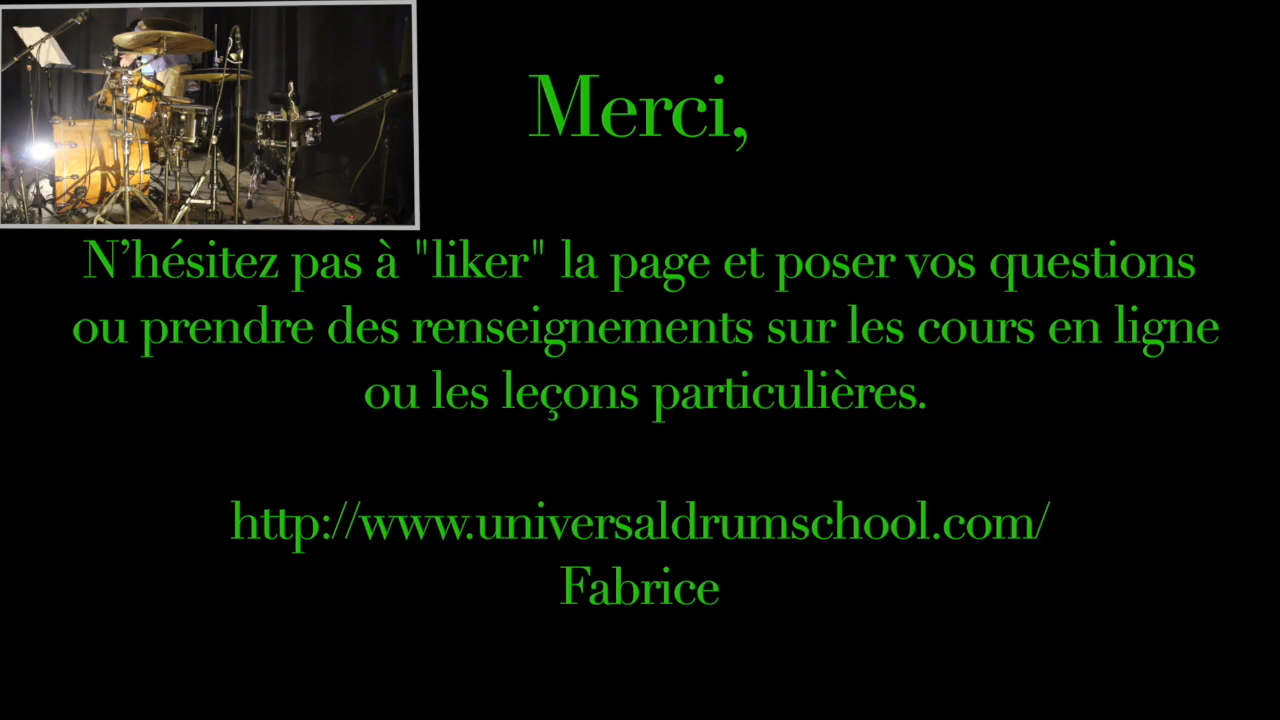 Merci,
N’hésitez pas à "liker" la page et poser vos questions
ou prendre des renseignements sur les cours en ligne
ou les leçons particulières.
http://www.universaldrumschool.com/
Fabrice